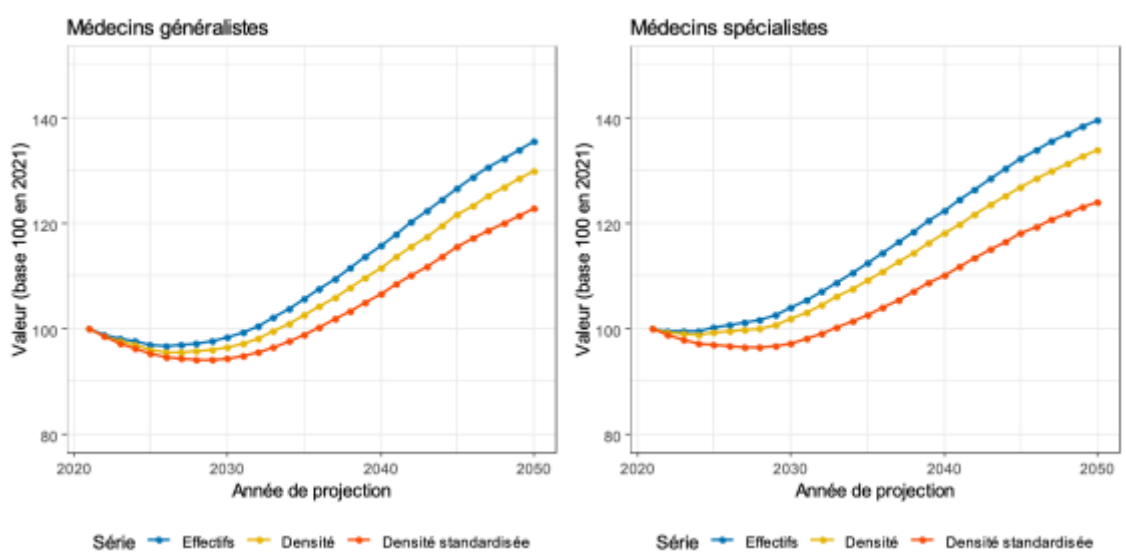 Médecins généralistes
Valeur (base 100 en 2021)
140
120
100
80
2020
2030
2040
2050
Année de projection
Série Effectifs Densité Densité standardisée
Médecins spécialistes
Valeur (base 100 en 2021)
140
120
100
80
2020
2030
2040
2050
Année de projection
Série Effectifs Densité Densité standardisée